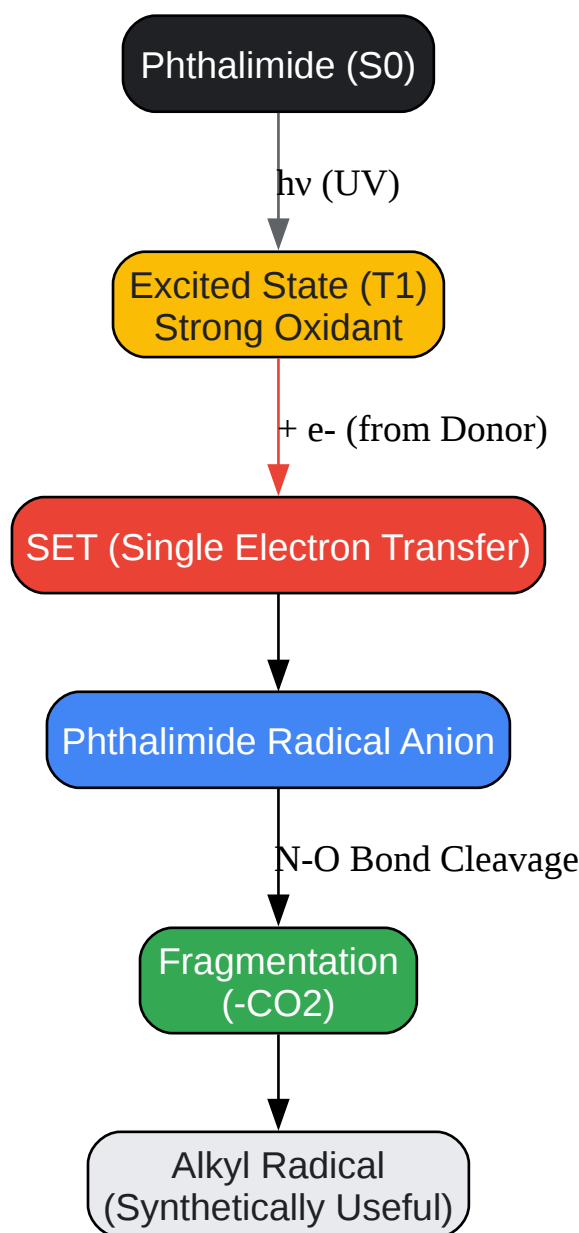 Phthalimide (S0)
hν (UV)
Excited State (T1)
Strong Oxidant
+ e- (from Donor)
SET (Single Electron Transfer)
Phthalimide Radical Anion
N-O Bond Cleavage
Fragmentation
(-CO2)
Alkyl Radical
(Synthetically Useful)